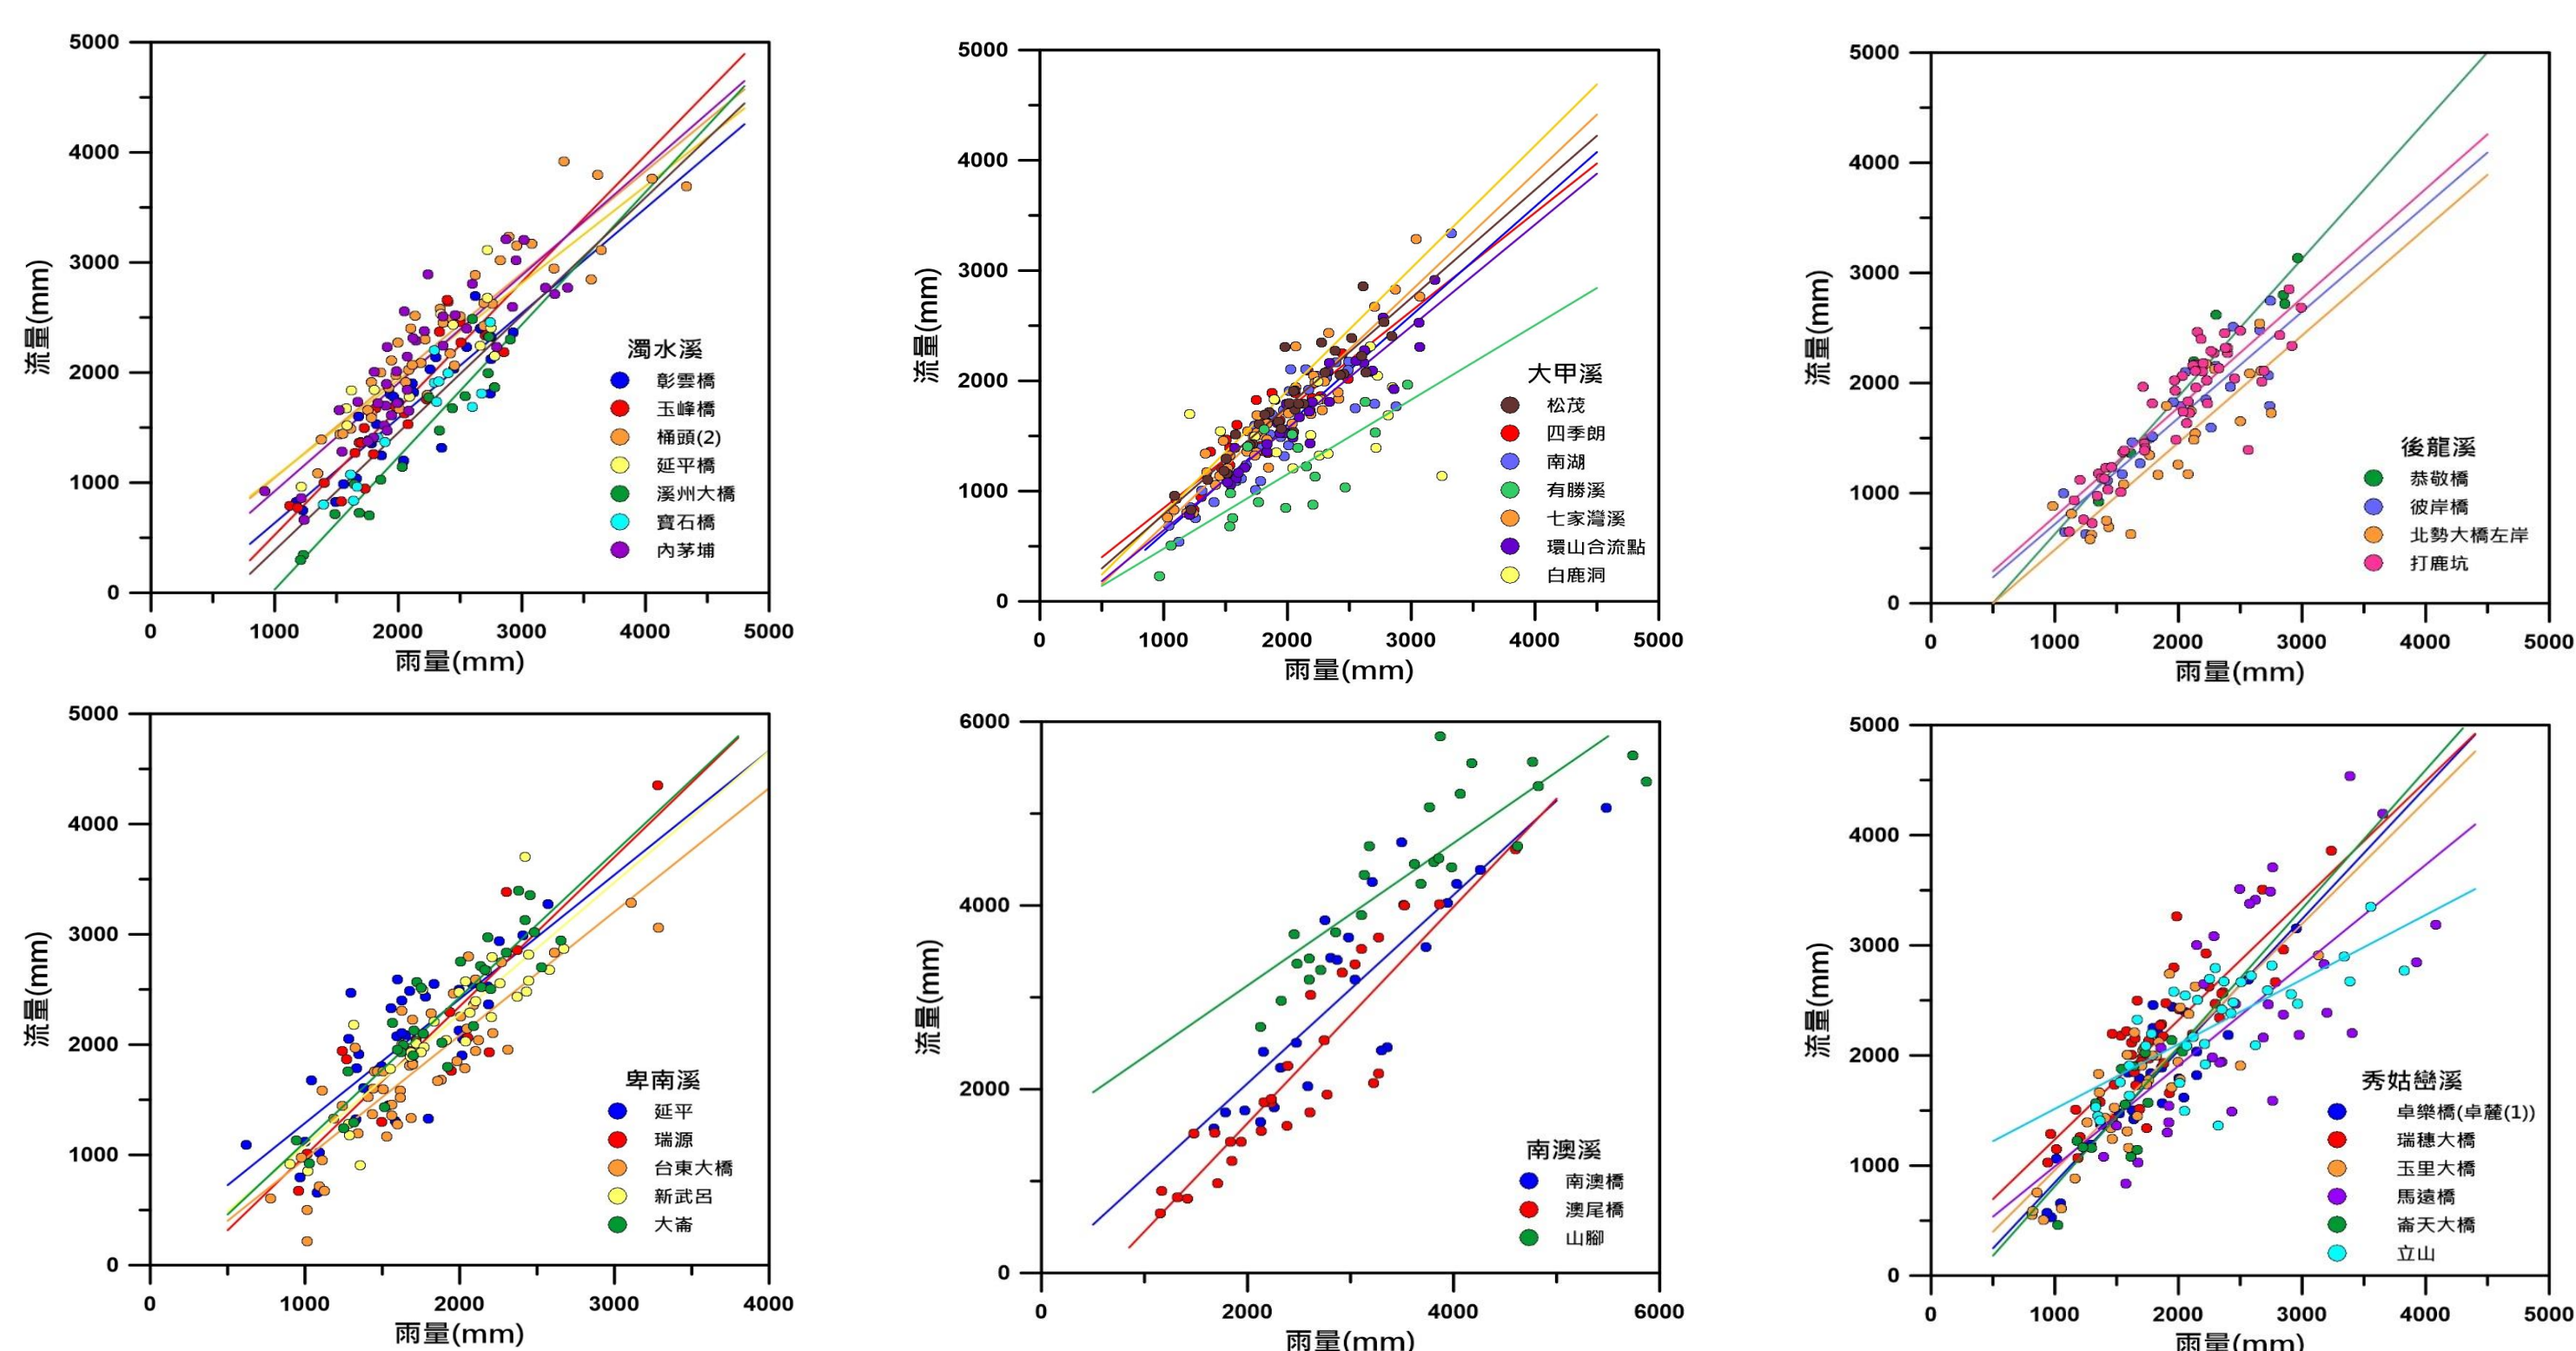 5000
4000
3000
2000
1000
0
0 1000 2000 3000 4000 5000
流量(mm)
雨量(mm)
濁水溪
彰雲橋
玉峰橋
桶頭(2)
延平橋
溪州大橋
寶石橋
內茅埔
5000
4000
3000
2000
1000
0
0 1000 2000 3000 4000 5000
流量(mm)
雨量(mm)
大甲溪
松茂
四季朗
南湖
有勝溪
七家灣溪
環山合流點
白鹿洞
5000
4000
3000
2000
1000
0
0 1000 2000 3000 4000 5000
流量(mm)
雨量(mm)
後龍溪
恭敬橋
彼岸橋
北勢大橋左岸
打鹿坑
5000
4000
3000
2000
1000
0
0 1000 2000 3000 4000
流量(mm)
雨量(mm)
卑南溪
延平
瑞源
台東大橋
新武呂
大崙
6000
4000
2000
0
0 2000 4000 6000
流量(mm)
雨量(mm)
南澳溪
南澳橋
澳尾橋
山腳
5000
4000
3000
2000
1000
0
0 1000 2000 3000 4000 5000
流量(mm)
雨量(mm)
秀姑巒溪
卓樂橋(卓麓(1))
瑞穗大橋
玉里大橋
馬遠橋
崙天大橋
立山